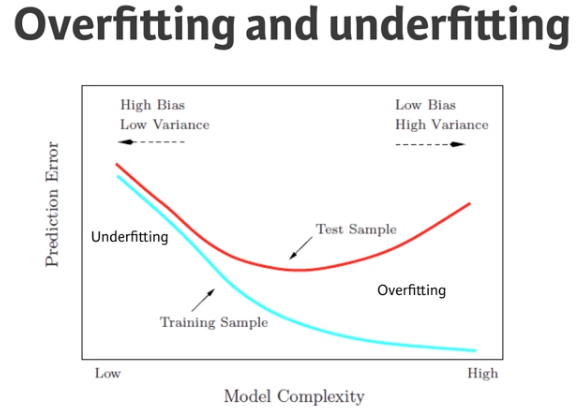 Overfitting and underfitting
High Bias
Low Variance
Low Bias
High Variance
Prediction Error
Underfitting
Test Sample
Overfitting
Training Sample
Low
High
Model Complexity